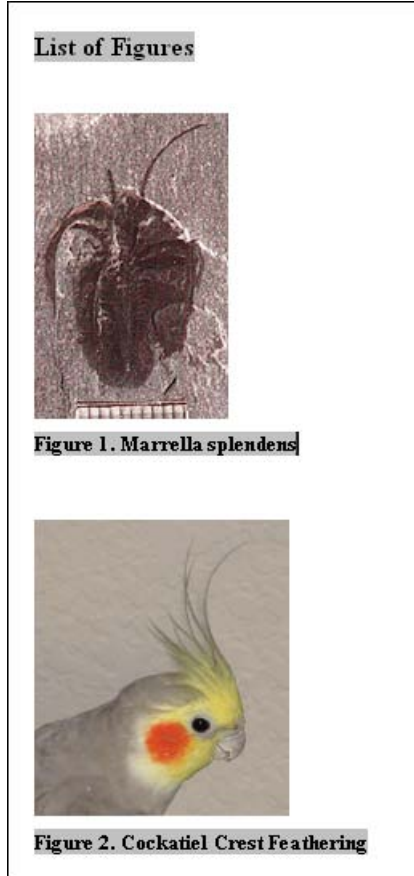 List of Figures
Figure 1. Marrella splendens
Figure 2. Cockatiel Crest Feathering